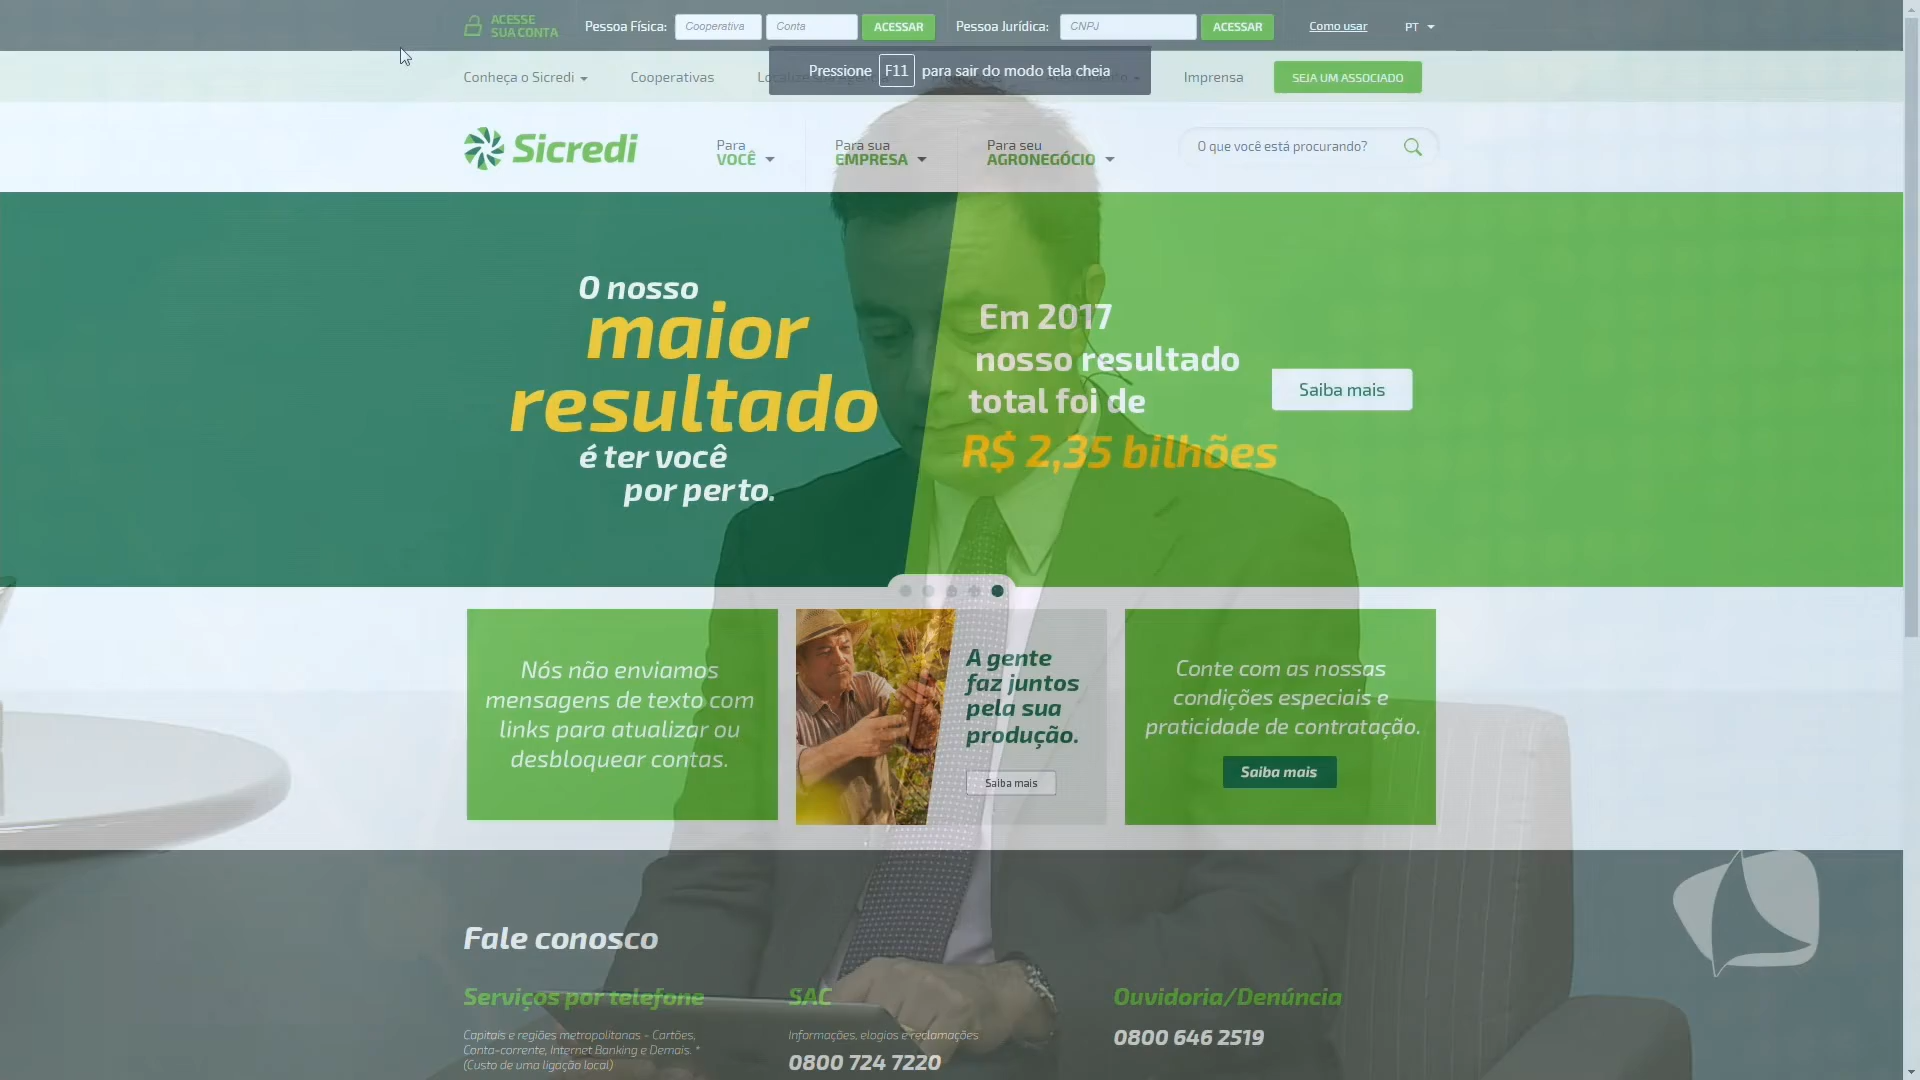 ACESSE
SUA CONTA
Pessoa Física:
Cooperativa
Conta
ACESSAR
Pessoa Jurídica:
CNPJ
ACESSAR
Como usar
PT
Pressione F11 para sair do modo tela cheia
Conheça o Sicredi
Cooperativas
Imprensa
SEJA UM ASSOCIADO
Sicredi
Para
VOCÊ
Para sua
EMPRESA
Para seu
AGRONEGÓCIO
O que você está procurando?
O nosso
maior
resultado
é ter você
por perto.
Em 2017
nosso resultado
total foi de
R$ 2,35 bilhões
Saiba mais
Nós não enviamos
mensagens de texto com
links para atualizar ou
desbloquear contas.
A gente
faz juntos
pela sua
produção.
Saiba mais
Conte com as nossas
condições especiais e
praticidade de contratação.
Saiba mais
Fale conosco
Serviços por telefone
Capitais e regiões metropolitanas - Cartões,
Conta-corrente, Internet Banking e Demais. *
(Custo de uma ligação local)
SAC
Informações, elogios e reclamações
0800 724 7220
Ouvidoria/Denúncia
0800 646 2519